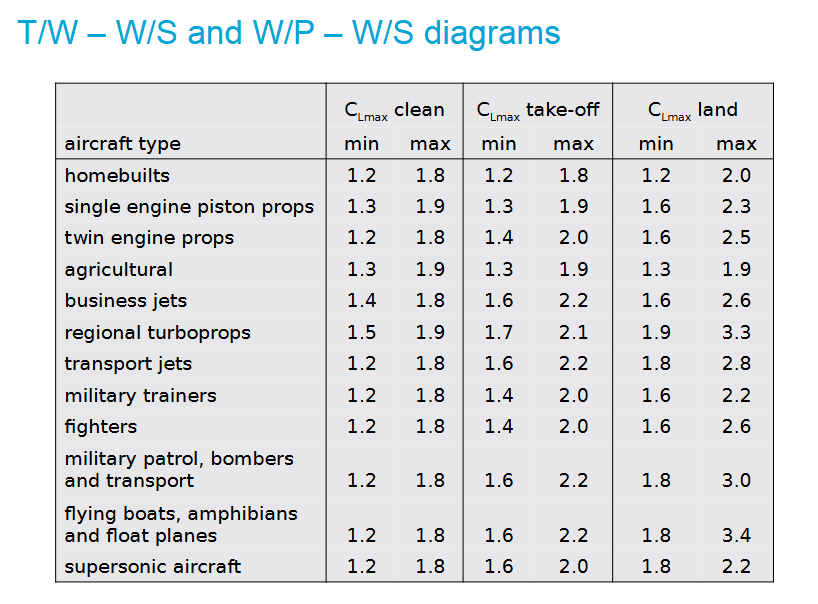 T/W – W/S and W/P – W/S diagrams
CLmax clean CLmax take-off CLmax land
aircraft type min max min max min max
homebuilts 1.2 1.8 1.2 1.8 1.2 2.0
single engine piston props 1.3 1.9 1.3 1.9 1.6 2.3
twin engine props 1.2 1.8 1.4 2.0 1.6 2.5
agricultural 1.3 1.9 1.3 1.9 1.3 1.9
business jets 1.4 1.8 1.6 2.2 1.6 2.6
regional turboprops 1.5 1.9 1.7 2.1 1.9 3.3
transport jets 1.2 1.8 1.6 2.2 1.8 2.8
military trainers 1.2 1.8 1.4 2.0 1.6 2.2
fighters 1.2 1.8 1.4 2.0 1.6 2.6
military patrol, bombers
and transport 1.2 1.8 1.6 2.2 1.8 3.0
flying boats, amphibians
and float planes 1.2 1.8 1.6 2.2 1.8 3.4
supersonic aircraft 1.2 1.8 1.6 2.0 1.8 2.2